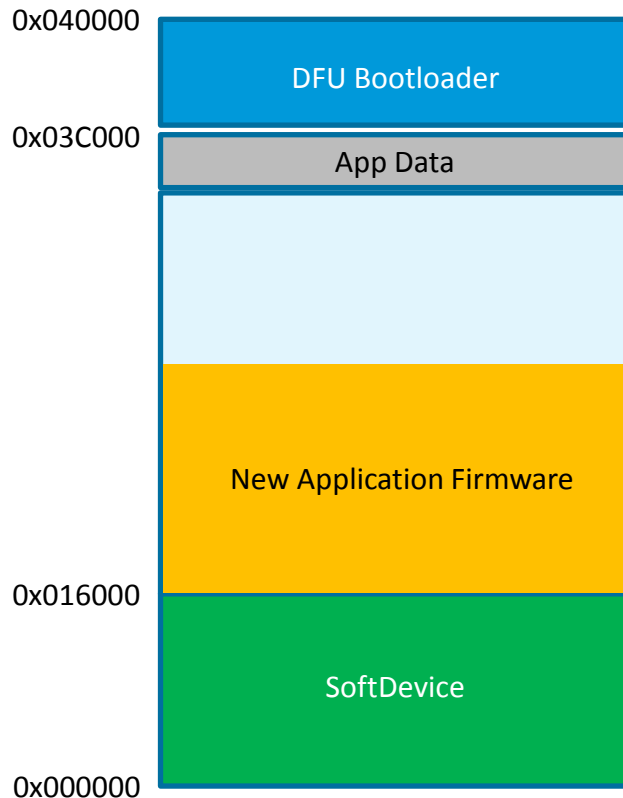 0x040000
DFU Bootloader
0x03C000
App Data
New Application Firmware
0x016000
SoftDevice
0x000000